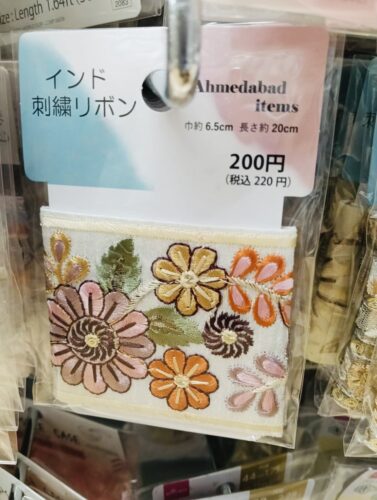 インド
刺繍リボン
Ahmedabad
items
巾約 6.5cm 長さ約 20cm
200円
(税込 220 円)
2083